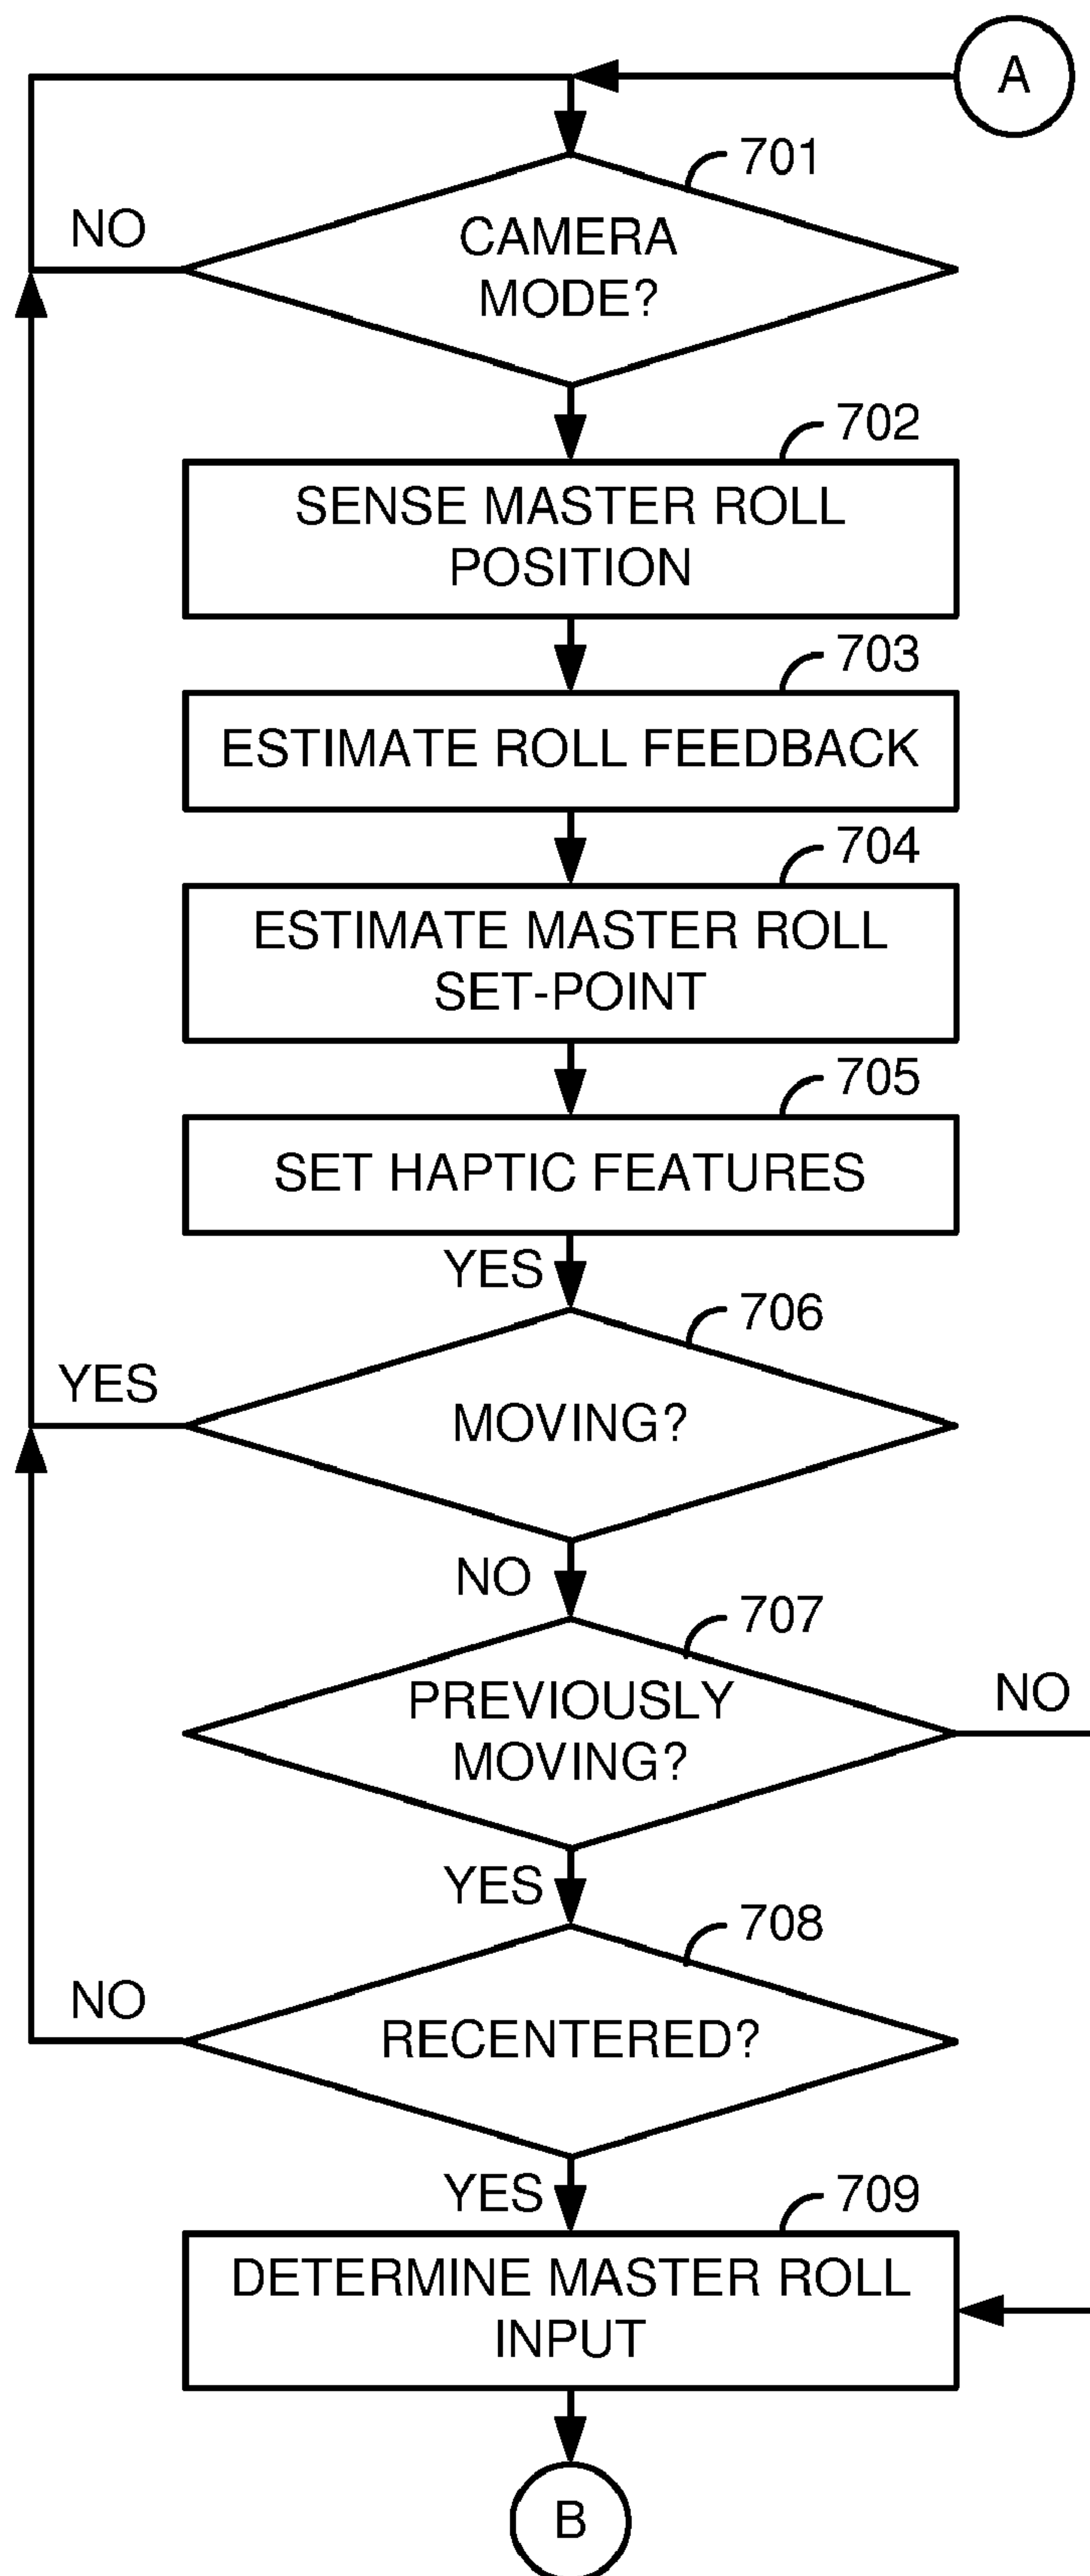 A
701
NO
CAMERA
MODE?
702
SENSE MASTER ROLL
POSITION
703
ESTIMATE ROLL FEEDBACK
704
ESTIMATE MASTER ROLL
SET-POINT
705
SET HAPTIC FEATURES
YES
706
YES
MOVING?
NO
707
PREVIOUSLY
MOVING?
NO
YES
708
NO
RECENTERED?
YES
709
DETERMINE MASTER ROLL
INPUT
B